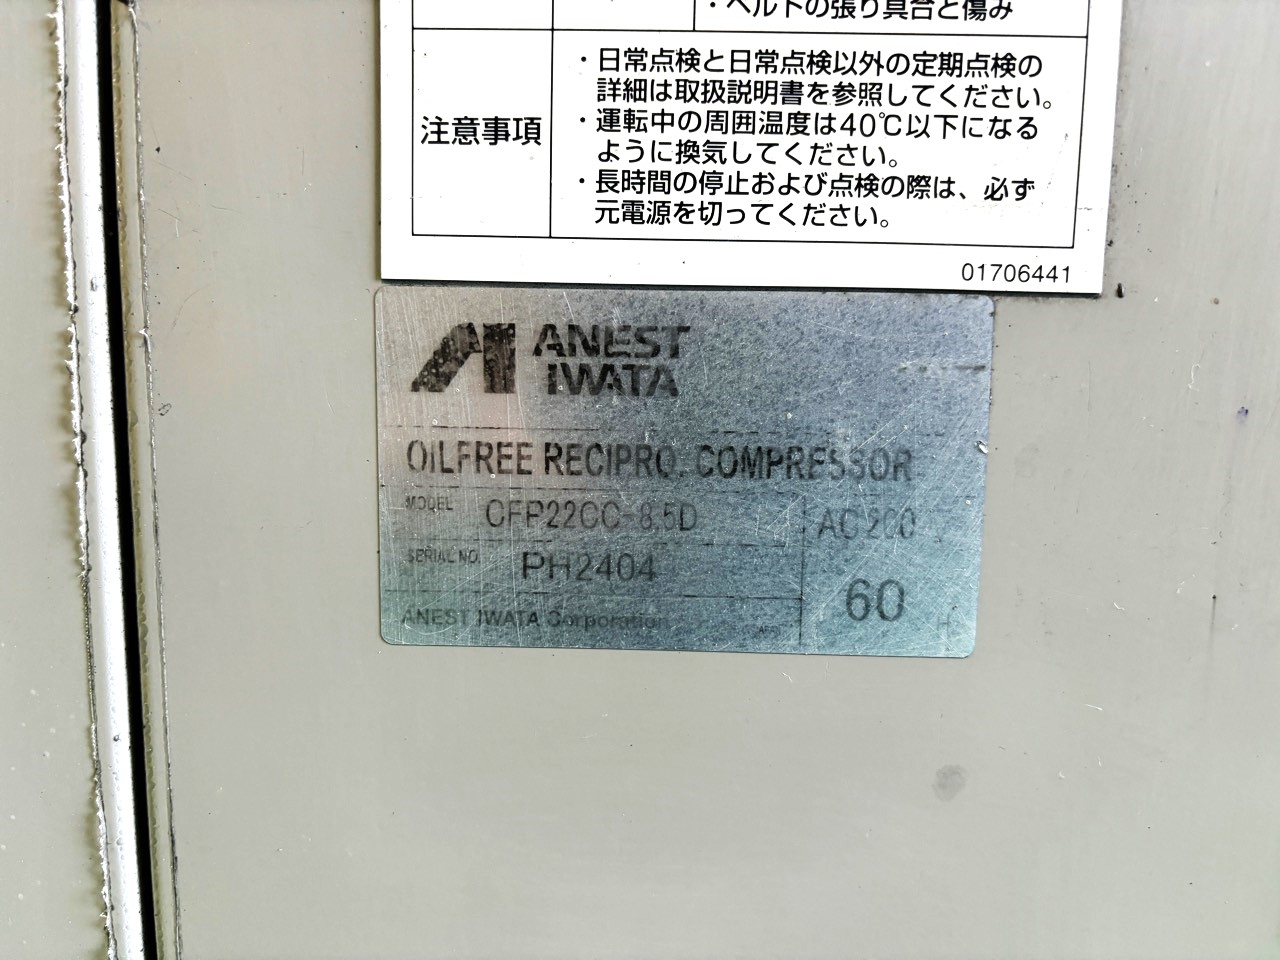 ・ベルトの張り具合と傷み
注意事項
・日常点検と日常点検以外の定期点検の
詳細は取扱説明書を参照してください。
・運転中の周囲温度は40℃以下になる
ように換気してください。
・長時間の停止および点検の際は、必ず
元電源を切ってください。
01706441
AI ANEST
IWATA
OILFREE RECIPRO. COMPRESSOR
MODEL CFP22CC-8.5D AC 200
SERIAL NO. PH2404
60
ANEST IWATA Corporation